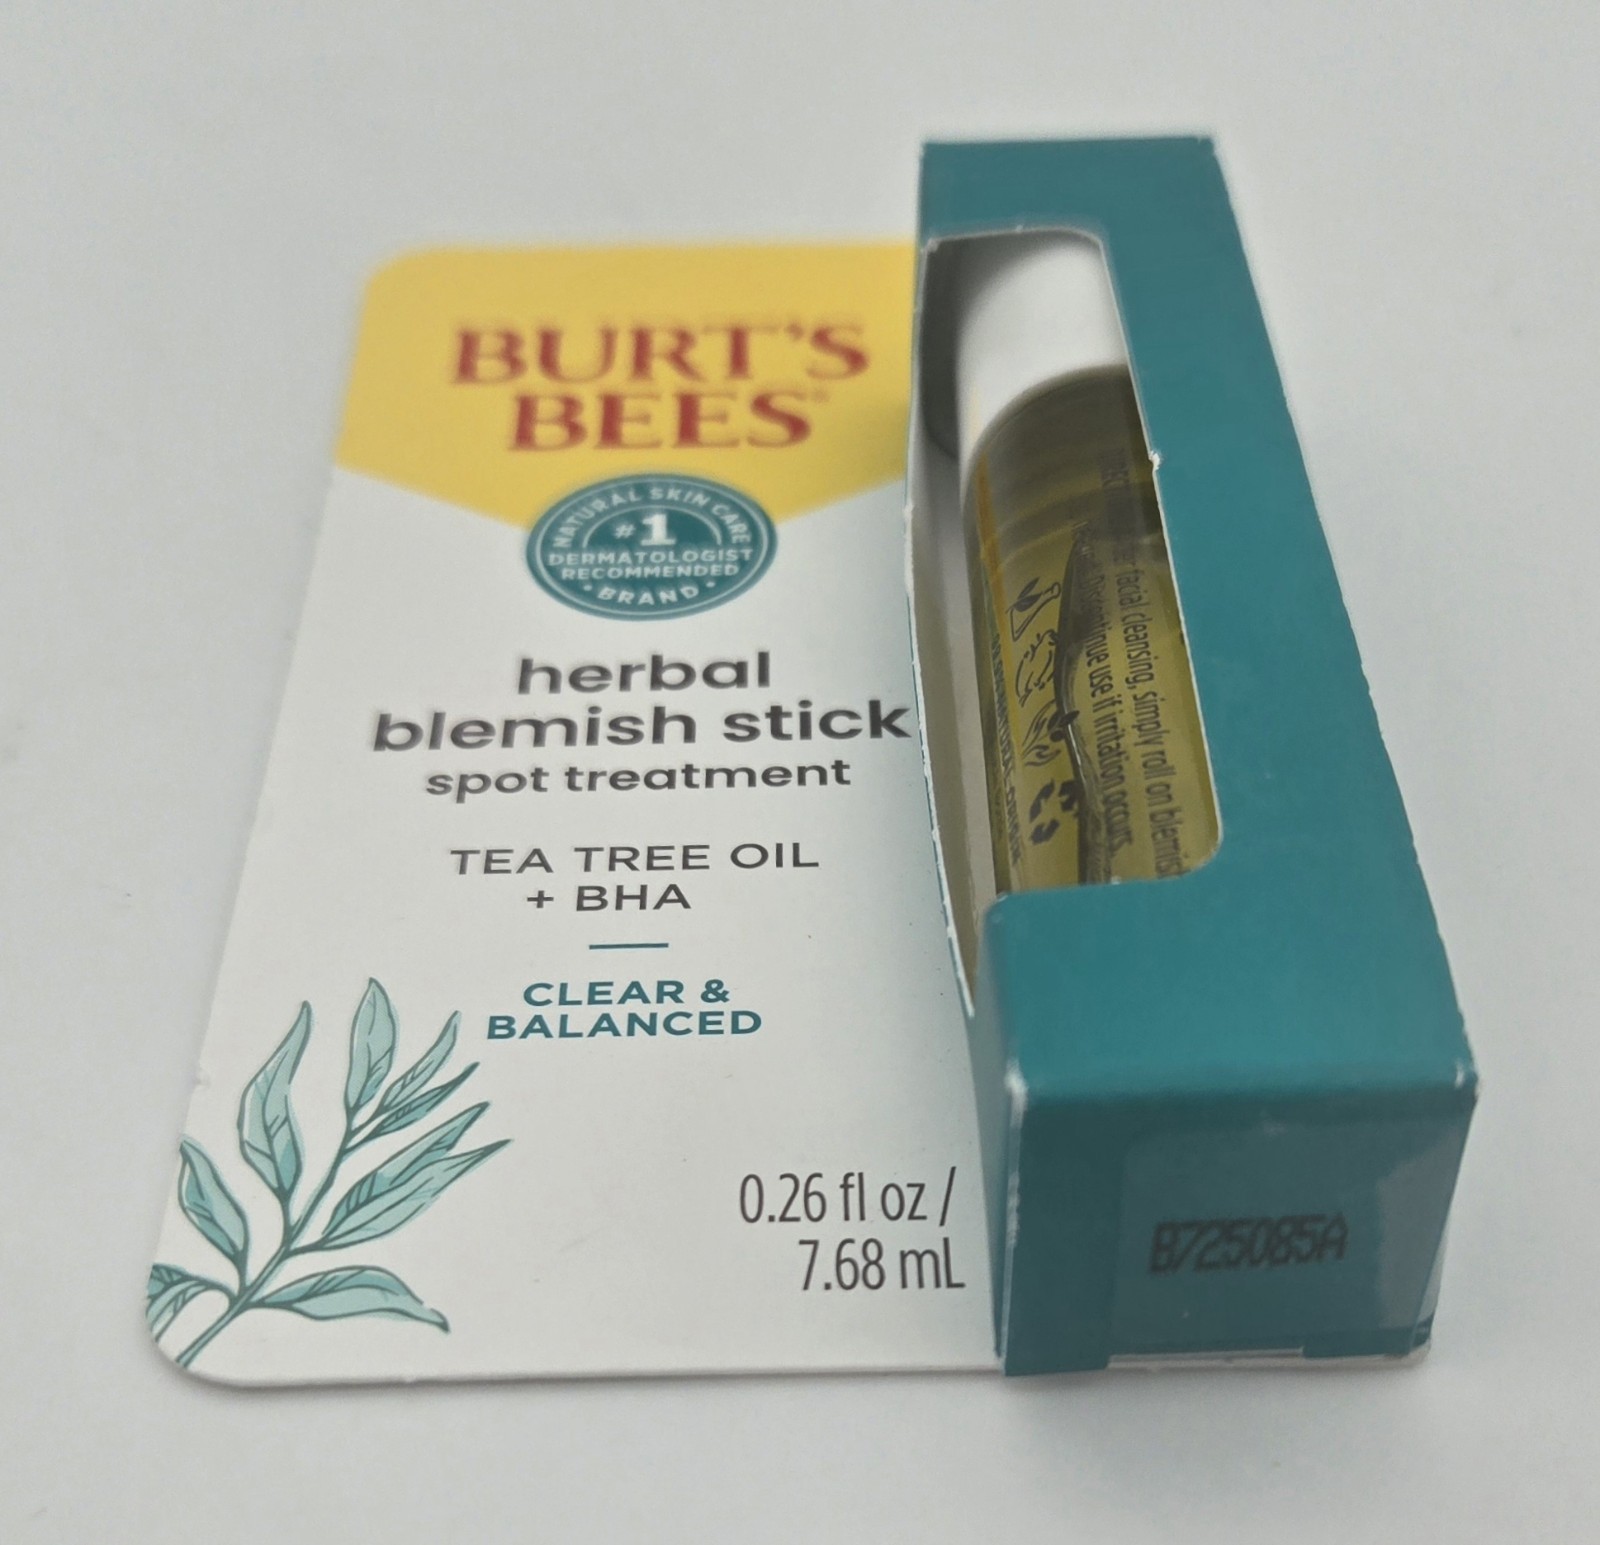 BURT'S
BEES®
NATURAL SKIN CARE
#1
DERMATOLOGIST
RECOMMENDED
• BRAND •
herbal
blemish stick
spot treatment
TEA TREE OIL
+ BHA
CLEAR &
BALANCED
0.26 fl oz /
7.68 mL
facial cleansing, simply roll on
Discontinue use if irritation occurs.
B725085A